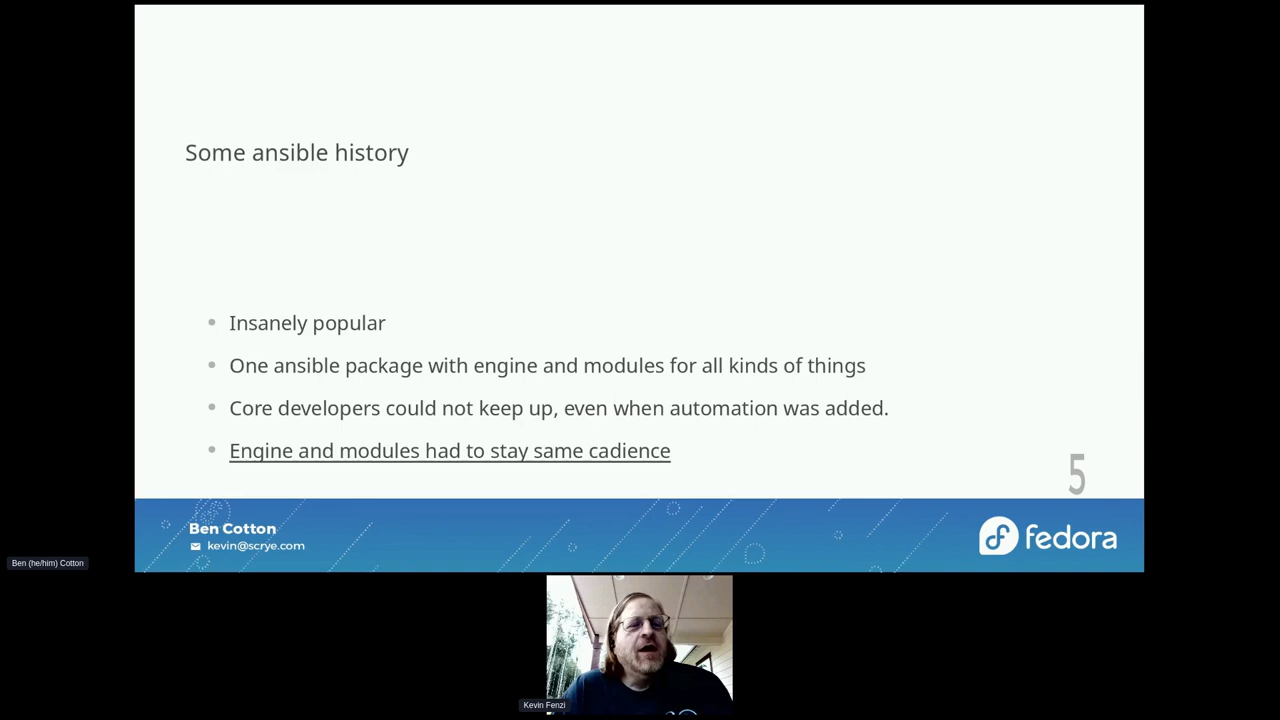 Some ansible history
Insanely popular
One ansible package with engine and modules for all kinds of things
Core developers could not keep up, even when automation was added.
Engine and modules had to stay same cadience
5
Ben Cotton
kevin@scrye.com
fedora
Ben (he/him) Cotton
Kevin Fenzi